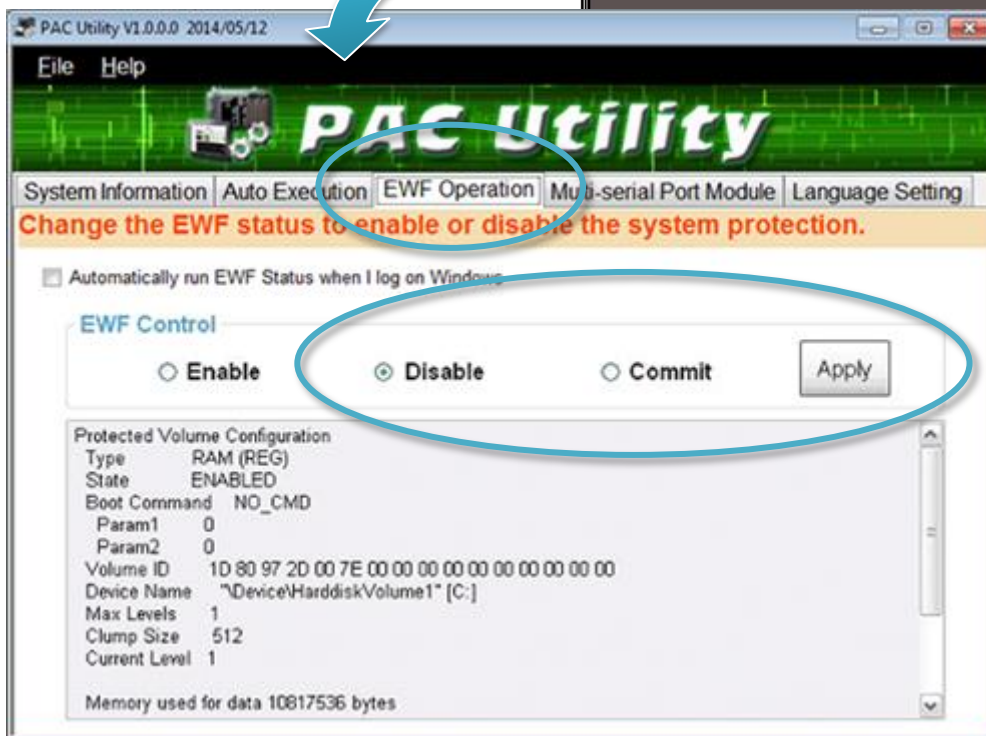 PAC Utility V1.0.0.0 2014/05/12
File Help
PAC Utility
System Information Auto Execution EWF Operation Multi-serial Port Module Language Setting
Change the EWF status to enable or disable the system protection.
Automatically run EWF Status when I log on Windows
EWF Control
Enable Disable Commit Apply
Protected Volume Configuration
Type RAM (REG)
State ENABLED
Boot Command NO_CMD
Param1 0
Param2 0
Volume ID 1D 80 97 2D 00 7E 00 00 00 00 00 00 00 00 00 00
Device Name "\Device\HarddiskVolume1" [C:]
Max Levels 1
Clump Size 512
Current Level 1
Memory used for data 10817536 bytes